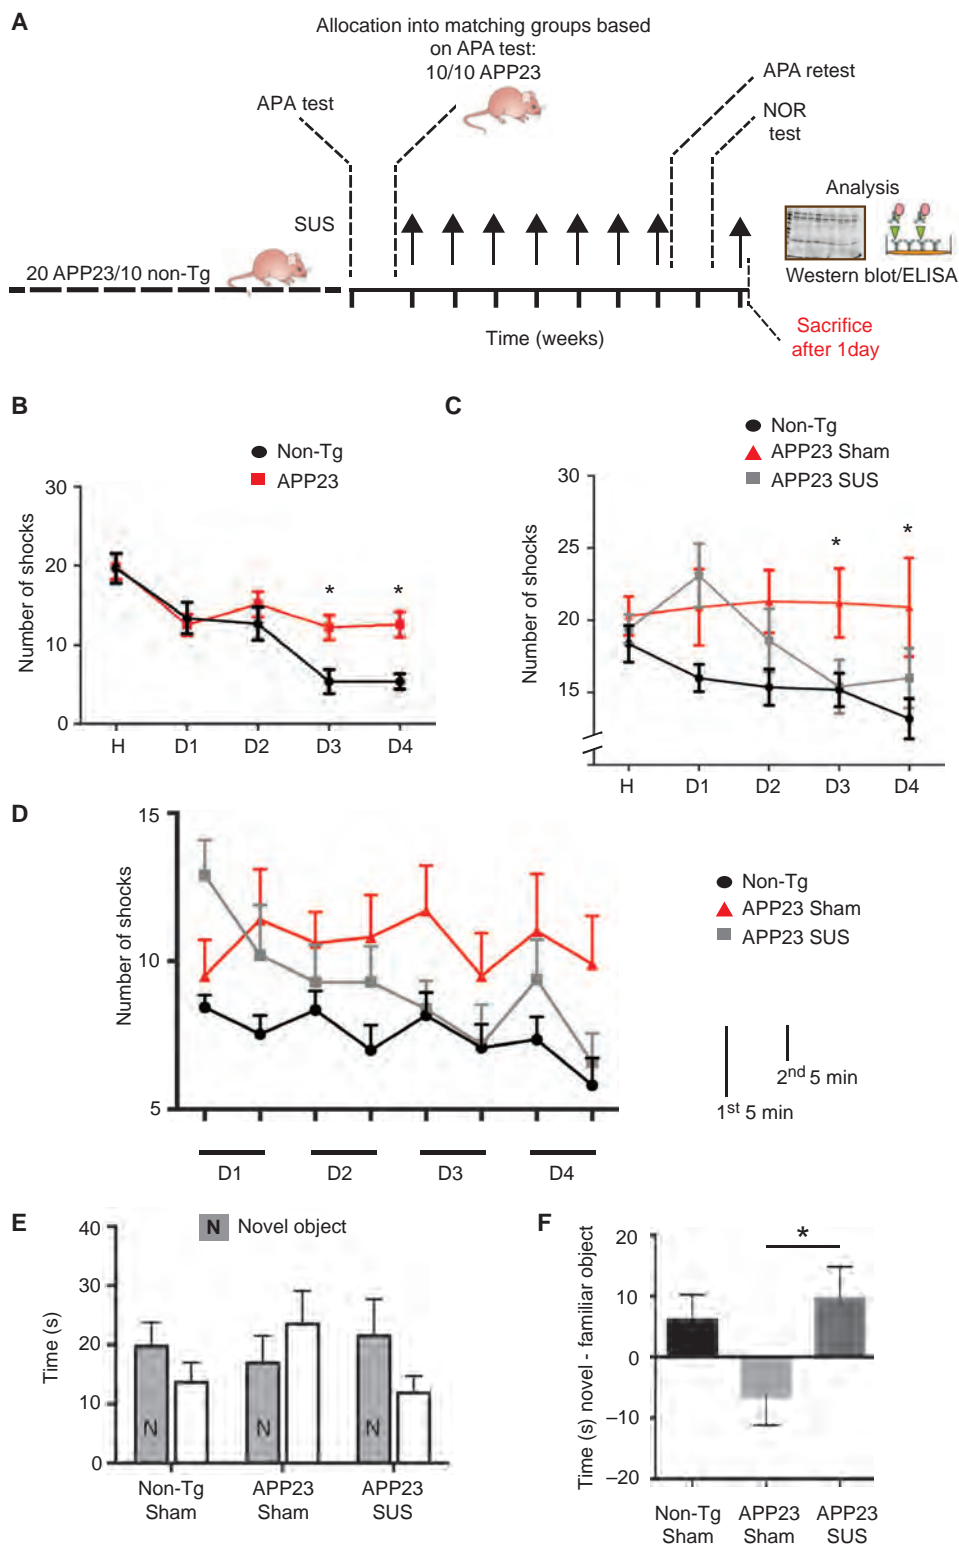 A
Allocation into matching groups based
on APA test:
10/10 APP23
APA test
APA retest
NOR
test
SUS
Analysis
20 APP23/10 non-Tg
Western blot/ELISA
Time (weeks)
Sacrifice
after 1day
B
Non-Tg
APP23
Number of shocks
30
20
10
0
*
*
H
D1
D2
D3
D4
C
Non-Tg
APP23 Sham
APP23 SUS
Number of shocks
30
25
20
15
*
*
H
D1
D2
D3
D4
D
Number of shocks
15
10
5
Non-Tg
APP23 Sham
APP23 SUS
2nd 5 min
1st 5 min
D1
D2
D3
D4
E
N Novel object
Time (s)
40
30
20
10
0
N
N
N
Non-Tg
Sham
APP23
Sham
APP23
SUS
F
Time (s) novel - familiar object
20
10
0
–10
–20
*
Non-Tg
Sham
APP23
Sham
APP23
SUS